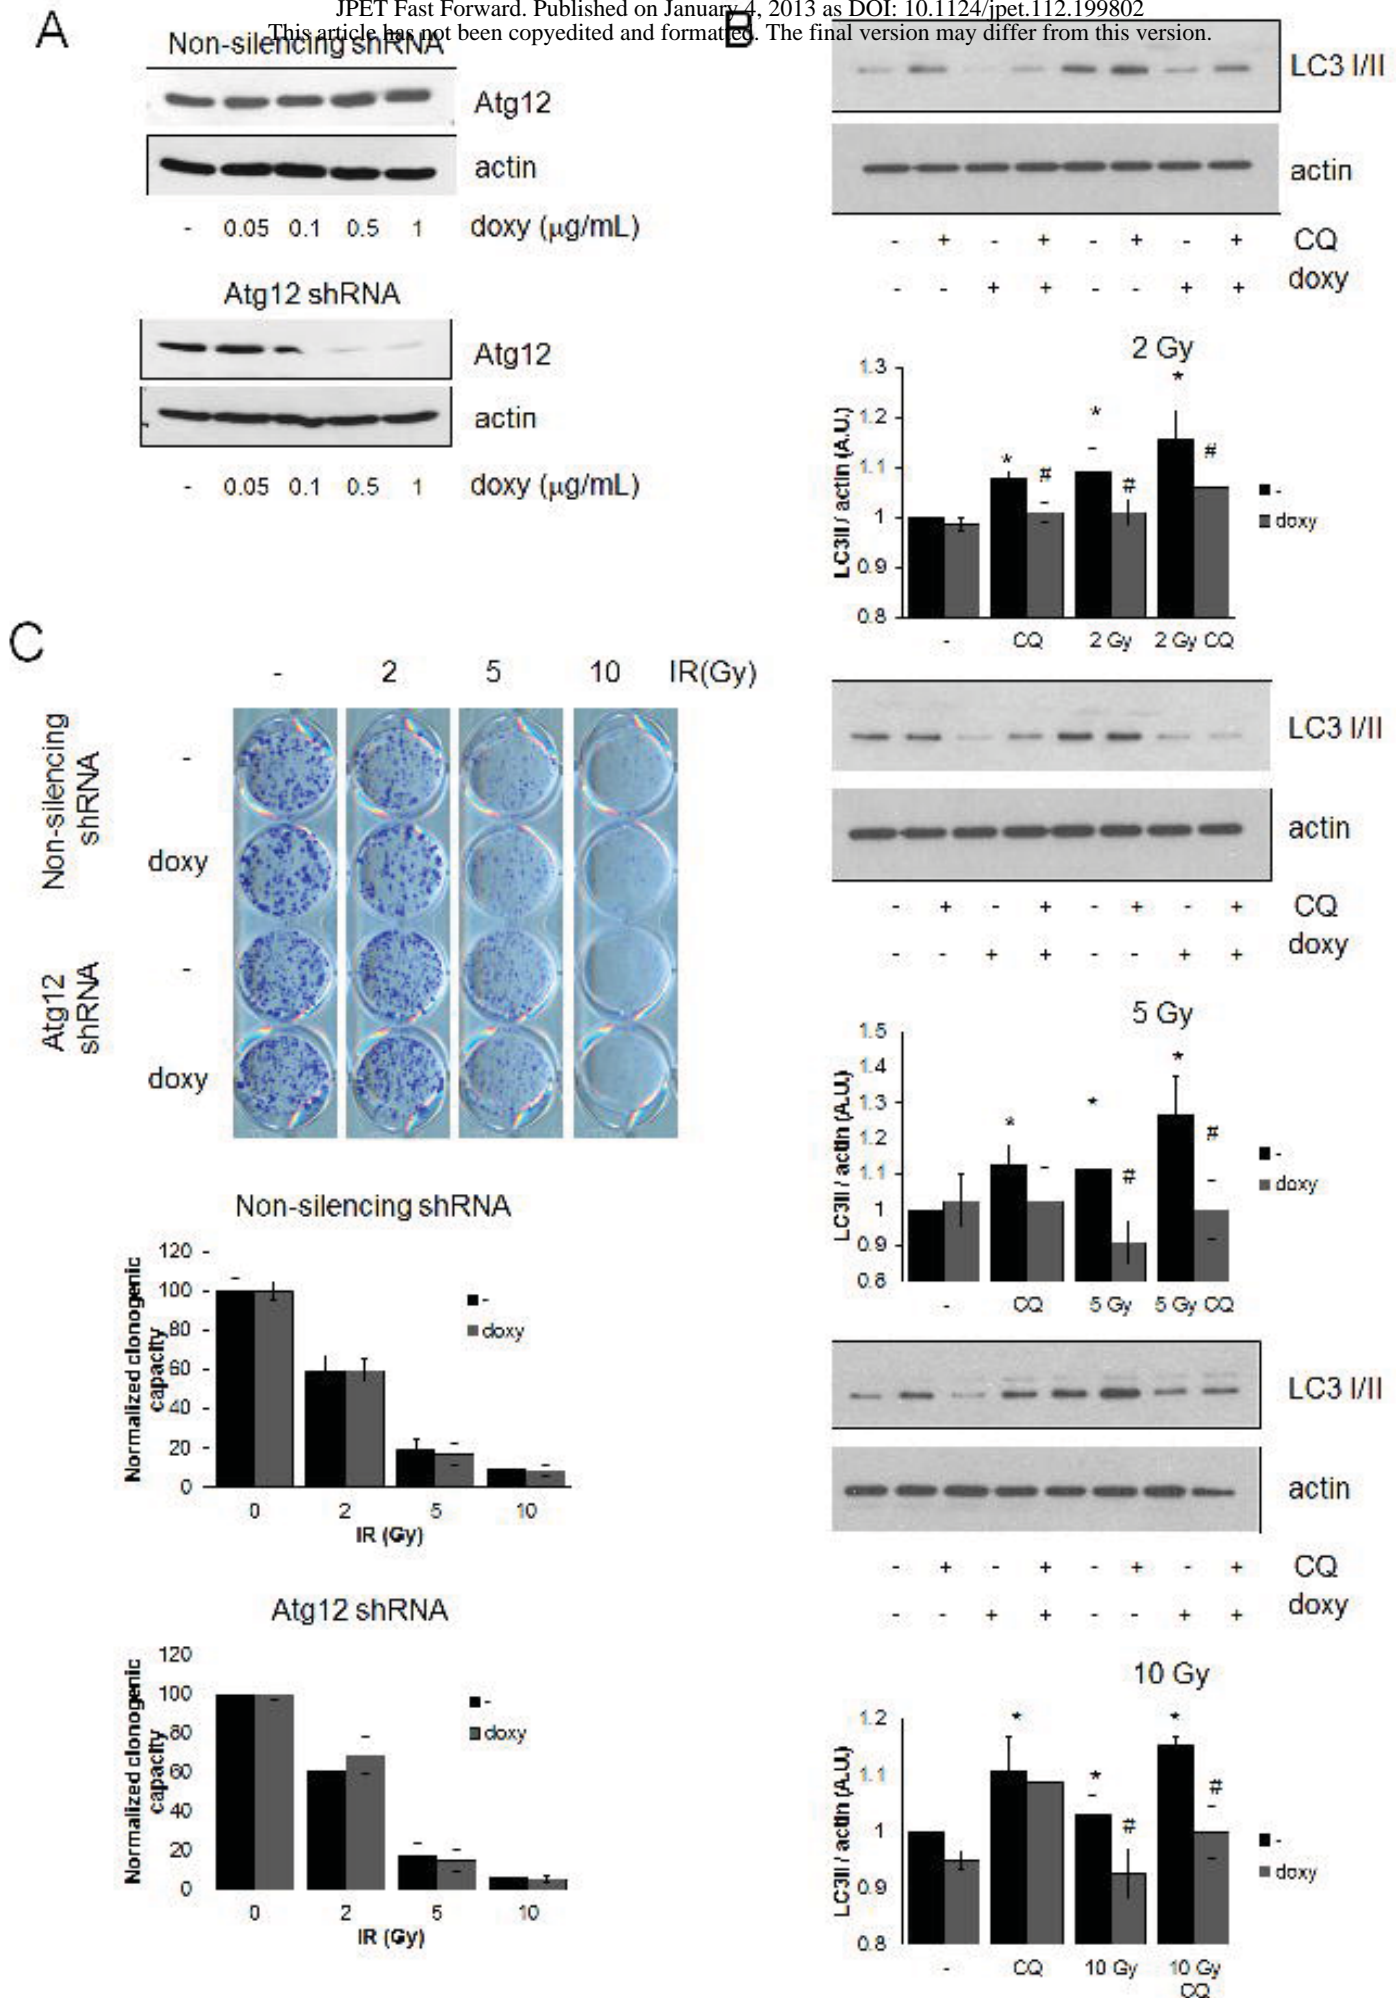 JPET Fast Forward. Published on January 4, 2013 as DOI: 10.1124/jpet.112.199802
This article has not been copyedited and formatted. The final version may differ from this version.
A
Non-silencing shRNA
Atg12
actin
- 0.05 0.1 0.5 1 doxy (µg/mL)
Atg12 shRNA
Atg12
actin
- 0.05 0.1 0.5 1 doxy (µg/mL)
B
LC3 I/II
actin
- + - + - + - + CQ
- - + + - - + + doxy
2 Gy
LC3II / actin (A.U.)
1.3
1.2
1.1
1
0.9
0.8
* * # * # * #
-
doxy
- CQ 2 Gy 2 Gy CQ
LC3 I/II
actin
- + - + - + - + CQ
- - + + - - + + doxy
5 Gy
LC3II / actin (A.U.)
1.5
1.4
1.3
1.2
1.1
1
0.9
0.8
* * # * #
-
doxy
- CQ 5 Gy 5 Gy CQ
LC3 I/II
actin
- + - + - + - + CQ
- - + + - - + + doxy
10 Gy
LC3II / actin (A.U.)
1.2
1.1
1
0.9
0.8
* * # * #
-
doxy
- CQ 10 Gy 10 Gy
CQ
C
- 2 5 10 IR(Gy)
Non-silencing
shRNA
-
doxy
Atg12
shRNA
-
doxy
Non-silencing shRNA
Normalized clonogenic
capacity
120
100
80
60
40
20
0
-
doxy
0 2 5 10
IR (Gy)
Atg12 shRNA
Normalized clonogenic
capacity
120
100
80
60
40
20
0
-
doxy
0 2 5 10
IR (Gy)